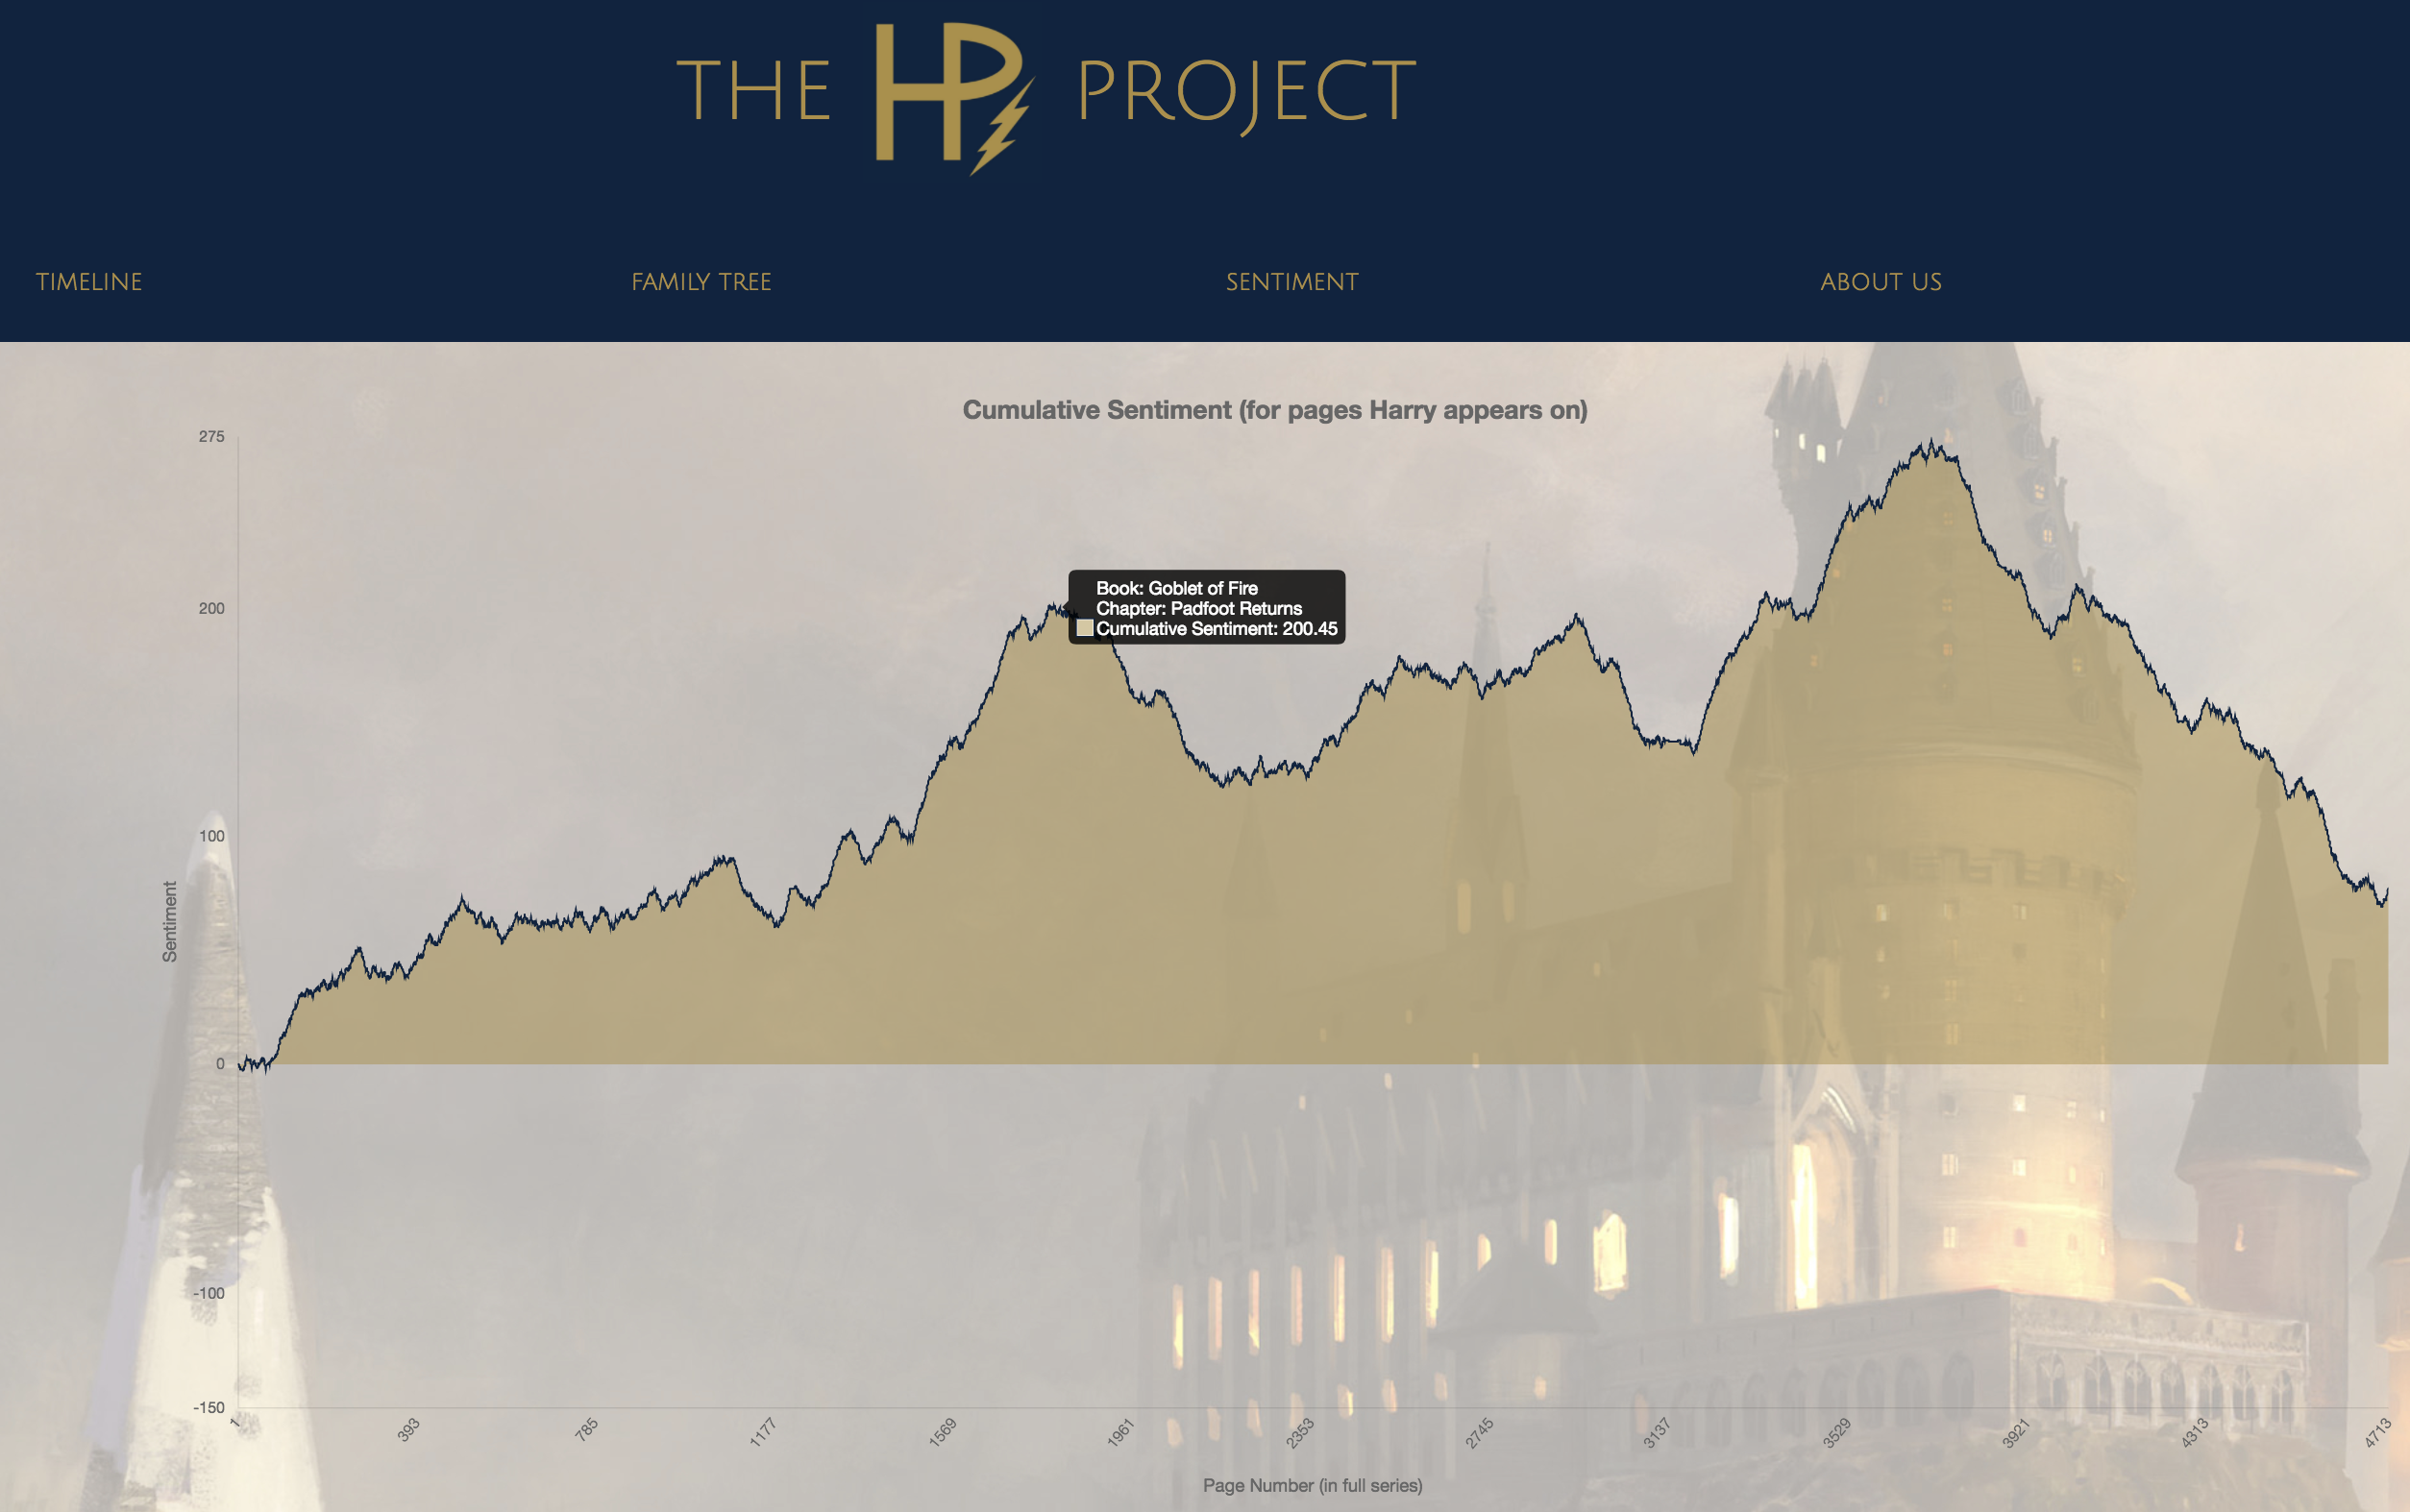 THE HP PROJECT
TIMELINE
FAMILY TREE
SENTIMENT
ABOUT US
Cumulative Sentiment (for pages Harry appears on)
275
200
100
0
-100
-150
Sentiment
Book: Goblet of Fire
Chapter: Padfoot Returns
Cumulative Sentiment: 200.45
1
393
785
1177
1569
1961
2353
2745
3137
3529
3921
4313
4713
Page Number (in full series)